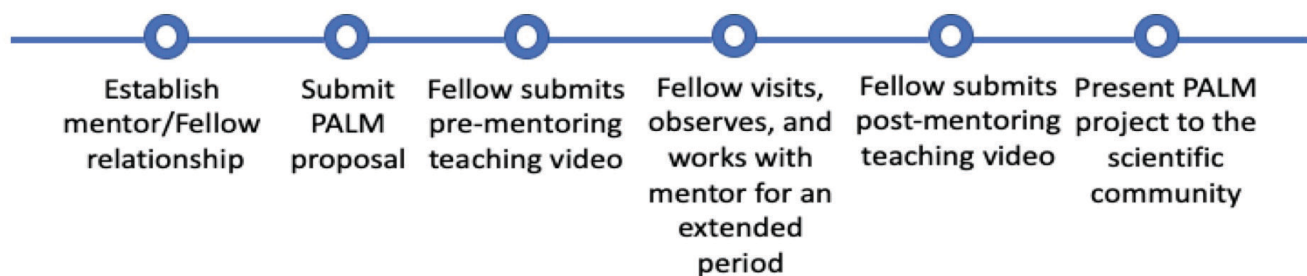 Establish
mentor/Fellow
relationship
Submit
PALM
proposal
Fellow submits
pre-mentoring
teaching video
Fellow visits,
observes, and
works with
mentor for an
extended
period
Fellow submits
post-mentoring
teaching video
Present PALM
project to the
scientific
community